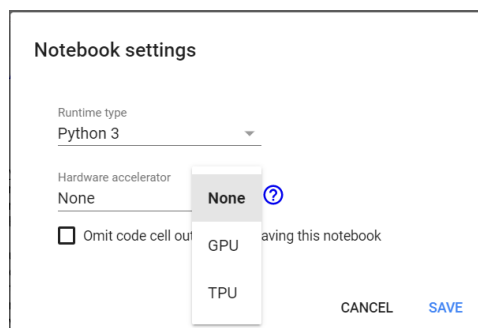 Notebook settings
Runtime type
Python 3
Hardware accelerator
None
None
?
Omit code cell out aving this notebook
GPU
TPU
CANCEL SAVE